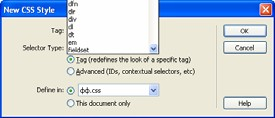 New CSS Style
dfn
dir
div
dl
dt
em
fieldset
Tag:
OK
Selector Type:
Cancel
Tag (redefines the look of a specific tag)
Advanced (IDs, contextual selectors, etc)
Define in:
фф.css
This document only
Help